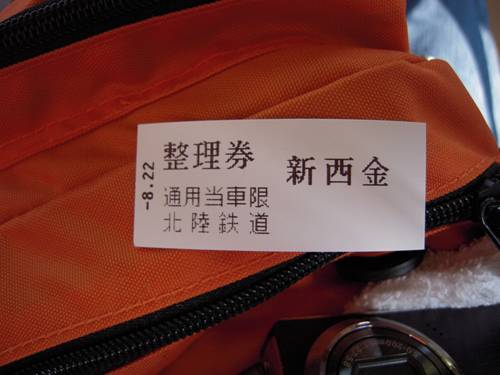 -8.22
整理券 新西金
通用当車限
北陸鉄道